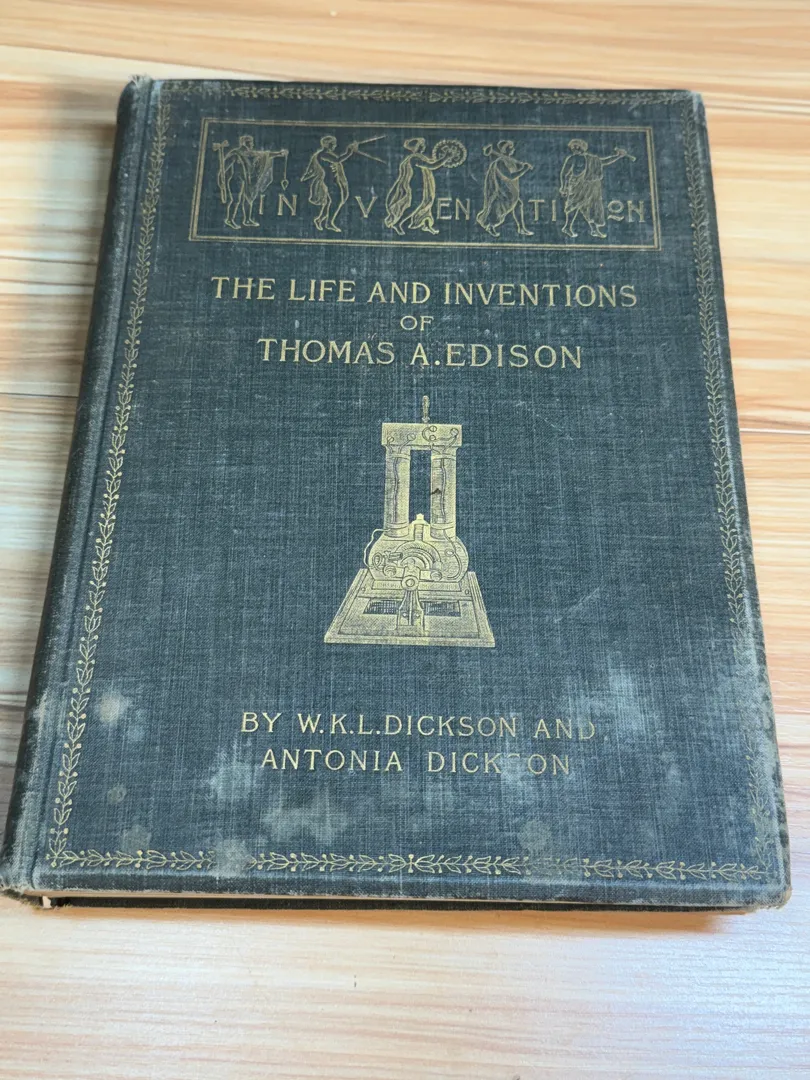 INVENTION
THE LIFE AND INVENTIONS
OF
THOMAS A. EDISON
BY W.K.L. DICKSON AND
ANTONIA DICKSON